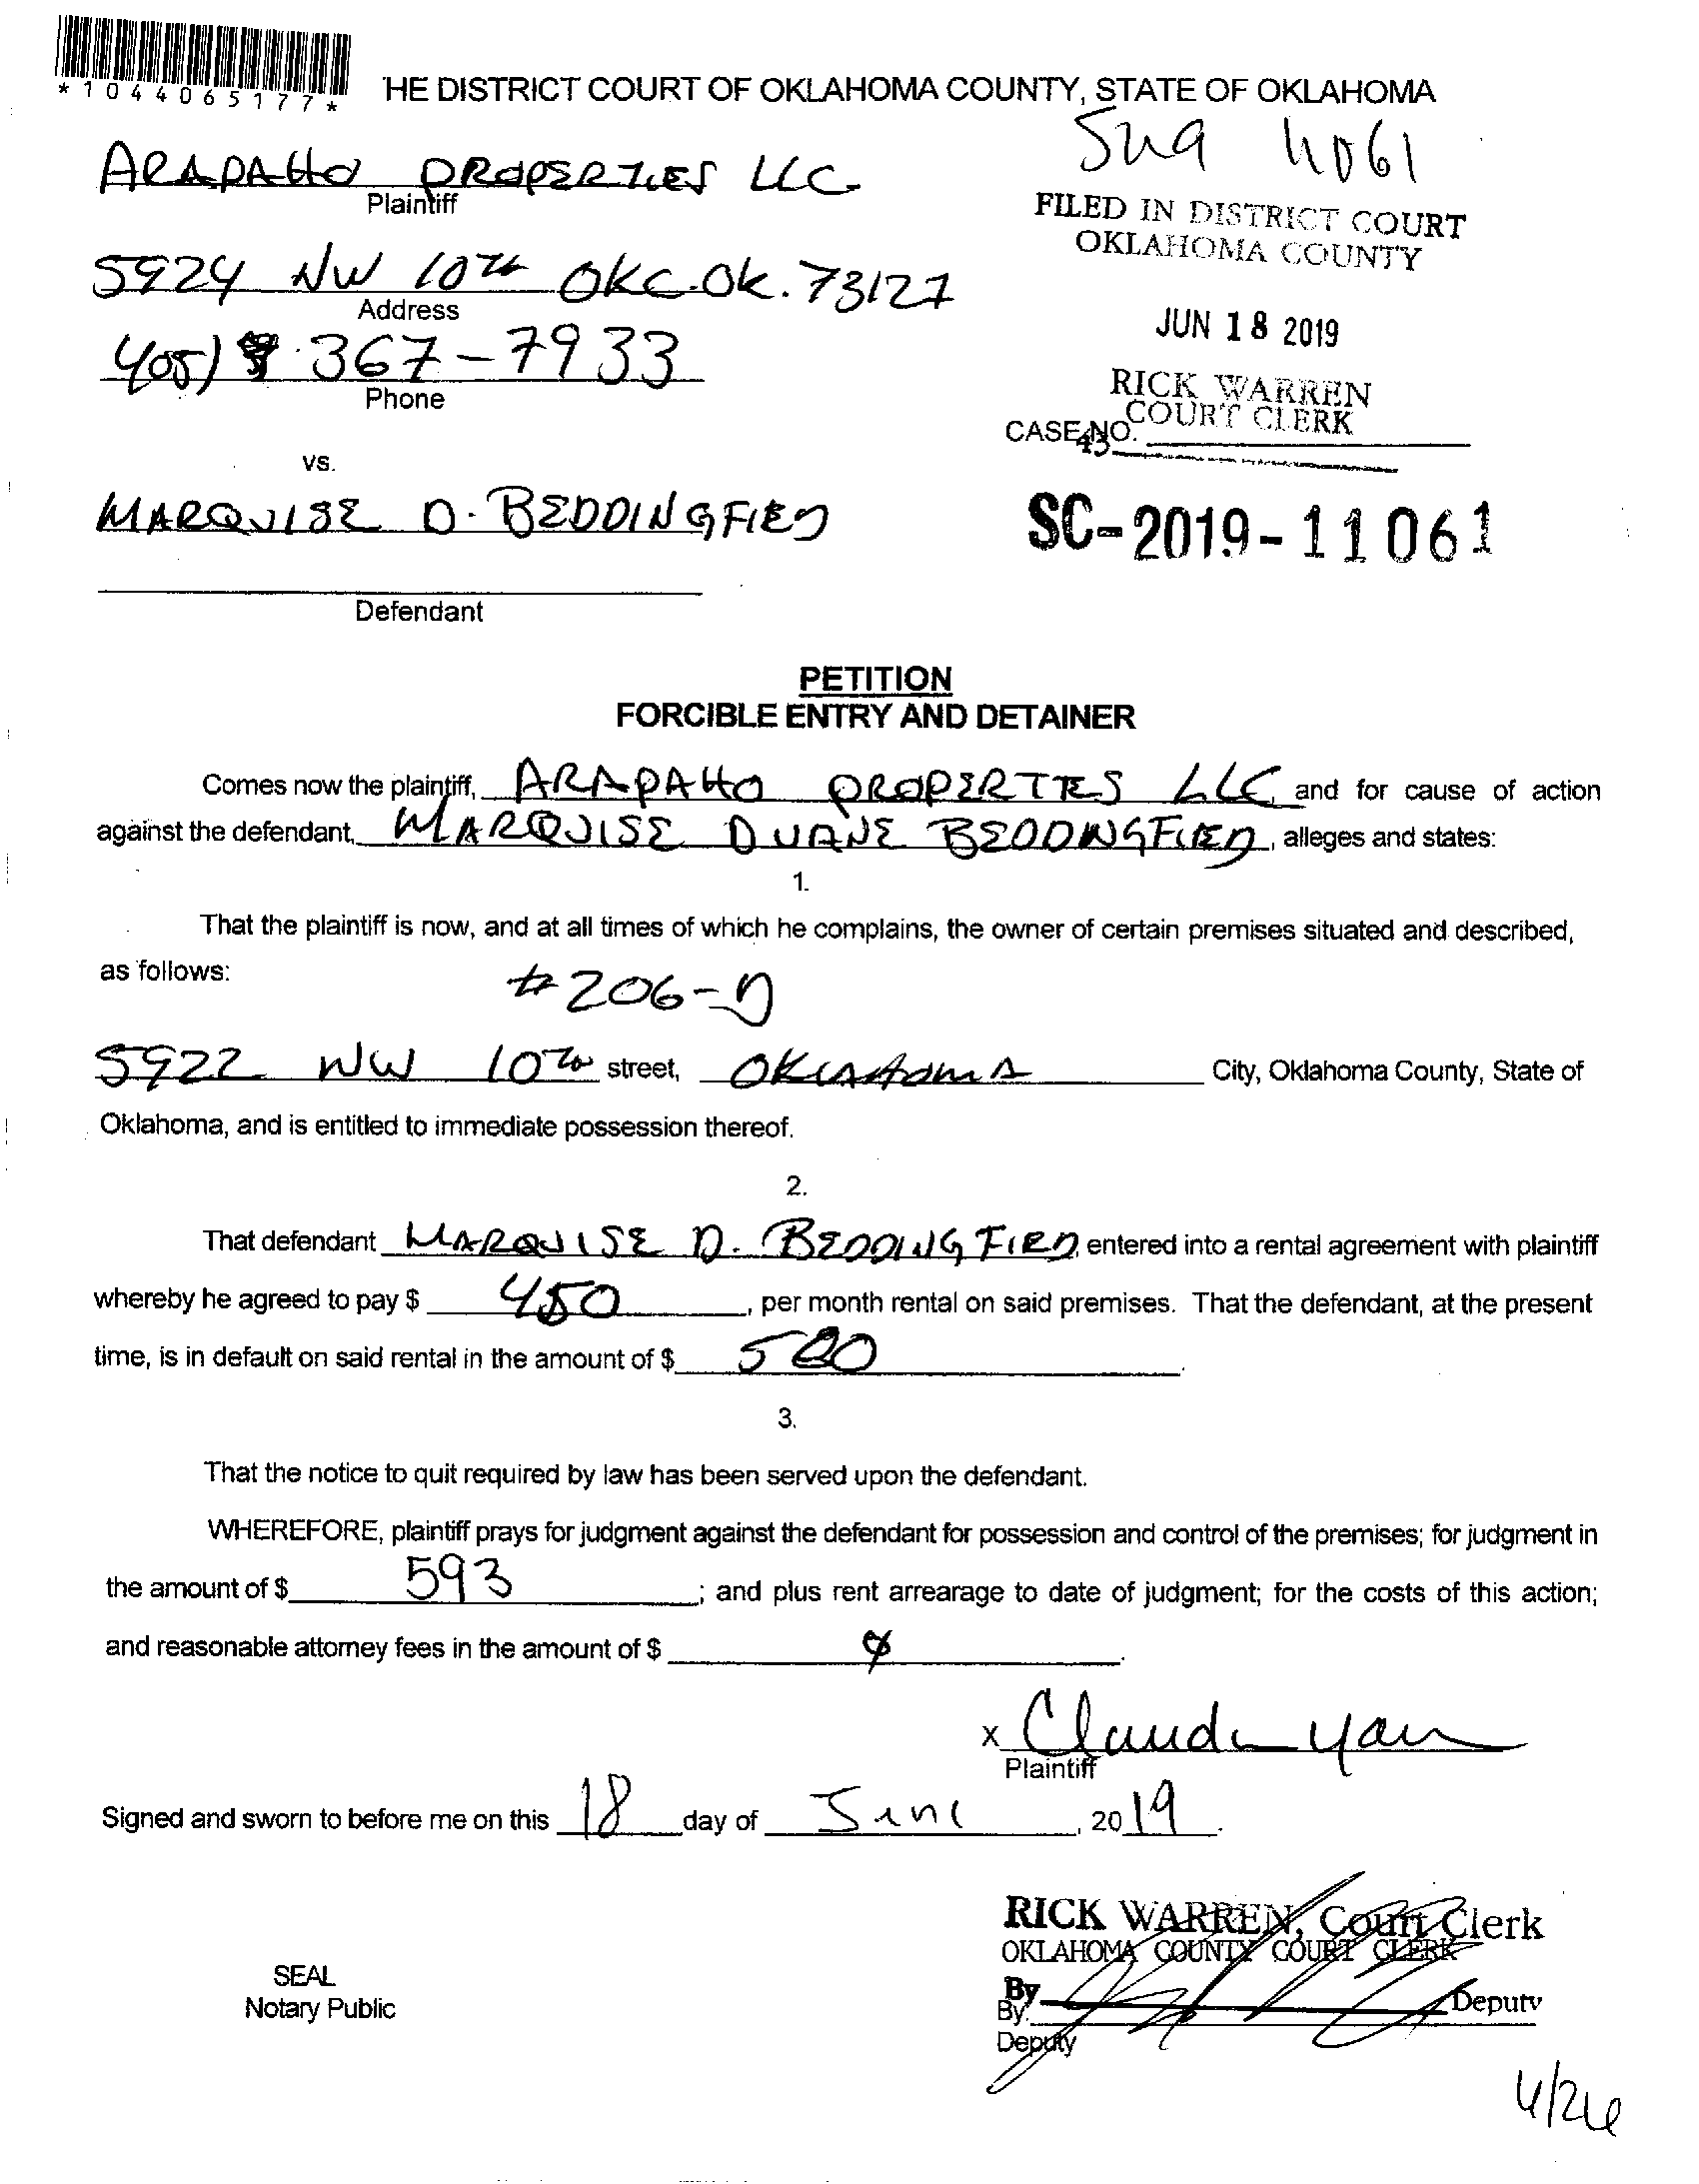 *1044065177*
HE DISTRICT COURT OF OKLAHOMA COUNTY, STATE OF OKLAHOMA
ARAPAHO PROPERTIES LLC
Plaintiff
5924 NW 10th OKC.OK. 73127
Address
405) 367-7933
Phone
FILED IN DISTRICT COURT
OKLAHOMA COUNTY
JUN 18 2019
RICK WARREN
COURT CLERK
CASE NO.
43
vs.
MARQUISE D. BEDDINGFIED
SC-2019-11061
Defendant
PETITION
FORCIBLE ENTRY AND DETAINER
Comes now the plaintiff, ARAPAHO PROPERTIES LLC, and for cause of action
against the defendant, MARQUISE DUANE BEDDINGFIED, alleges and states:
1.
That the plaintiff is now, and at all times of which he complains, the owner of certain premises situated and described,
as follows:
#206-D
5922 NW 10th street, OKLAHOMA City, Oklahoma County, State of
Oklahoma, and is entitled to immediate possession thereof.
2.
That defendant MARQUISE D. BEDDINGFIED entered into a rental agreement with plaintiff
whereby he agreed to pay $ 450, per month rental on said premises. That the defendant, at the present
time, is in default on said rental in the amount of $ .
3.
That the notice to quit required by law has been served upon the defendant.
WHEREFORE, plaintiff prays for judgment against the defendant for possession and control of the premises; for judgment in
the amount of $ 593; and plus rent arrearage to date of judgment; for the costs of this action;
and reasonable attorney fees in the amount of $ .
X
Plaintiff
Signed and sworn to before me on this 18 day of June, 2019.
RICK WARREN, Court Clerk
OKLAHOMA COUNTY COURT CLERK
By Deputy
By:
Deputy
SEAL
Notary Public